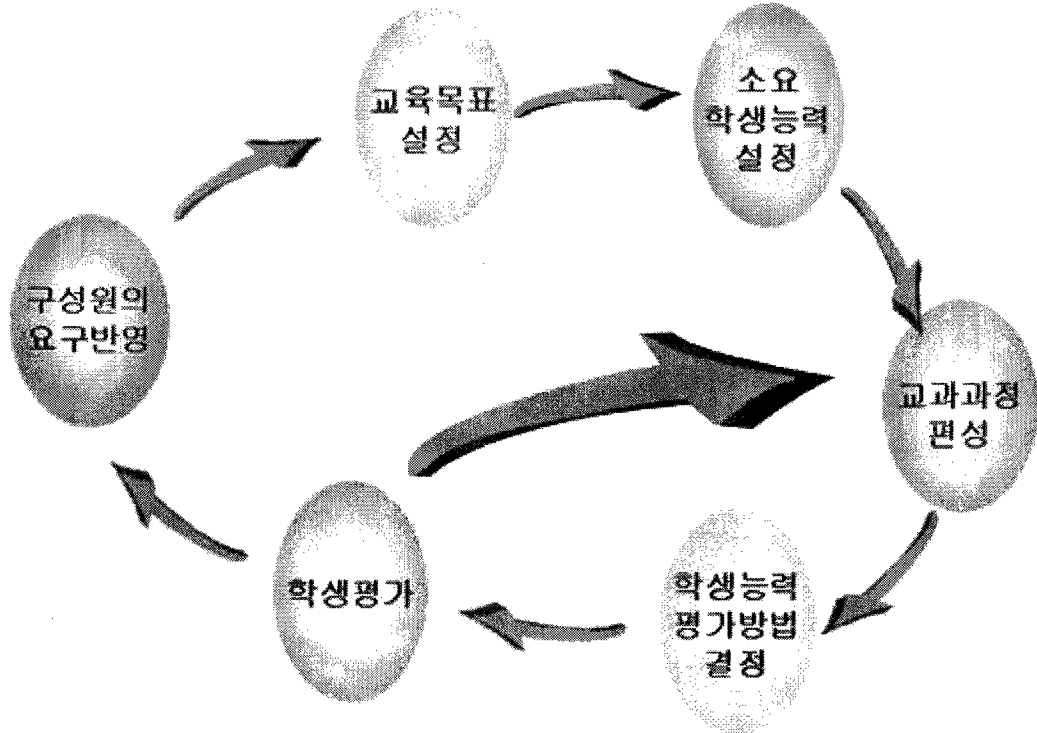 교육목표
설정
소요
학생능력
설정
구성원의
요구반영
교과과정
편성
학생평가
학생능력
평가방법
결정